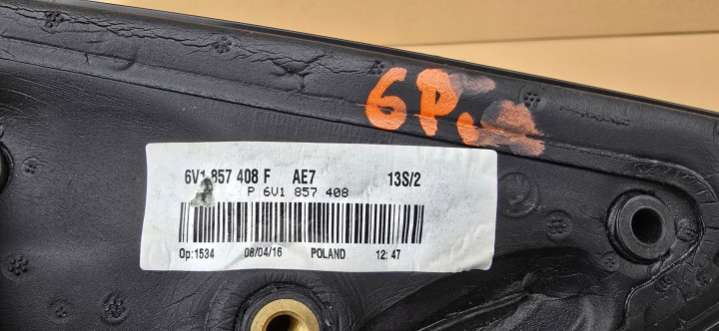 6P
6V1 857 408 F AE7 13S/2
P 6V1 857 408
Op:1534 08/04/16 POLAND 12:47